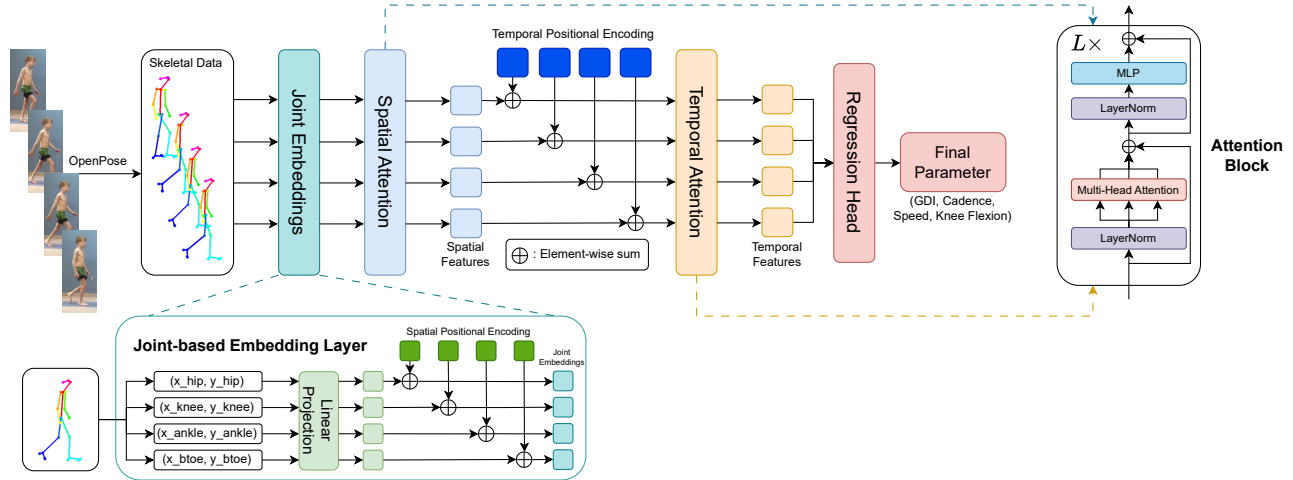 Skeletal Data
OpenPose
Joint Embeddings
Spatial Attention
Spatial
Features
Temporal Positional Encoding
: Element-wise sum
Temporal Attention
Temporal
Features
Regression Head
Final
Parameter
(GDI, Cadence,
Speed, Knee Flexion)
L×
MLP
LayerNorm
Multi-Head Attention
LayerNorm
Attention
Block
Joint-based Embedding Layer
(x_hip, y_hip)
(x_knee, y_knee)
(x_ankle, y_ankle)
(x_btoe, y_btoe)
Linear
Projection
Spatial Positional Encoding
Joint
Embeddings